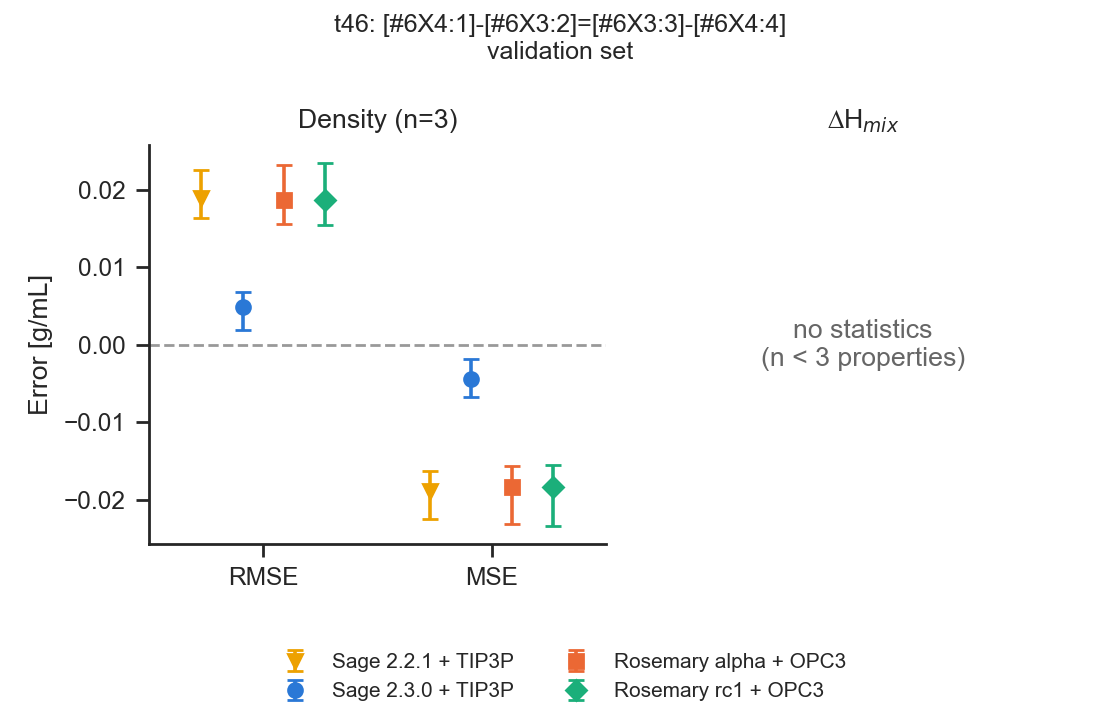 t46: [#6X4:1]-[#6X3:2]=[#6X3:3]-[#6X4:4]
validation set
Density (n=3)
ΔHmix
Error [g/mL]
0.02
0.01
0.00
−0.01
−0.02
RMSE
MSE
no statistics
(n < 3 properties)
Sage 2.2.1 + TIP3P
Sage 2.3.0 + TIP3P
Rosemary alpha + OPC3
Rosemary rc1 + OPC3